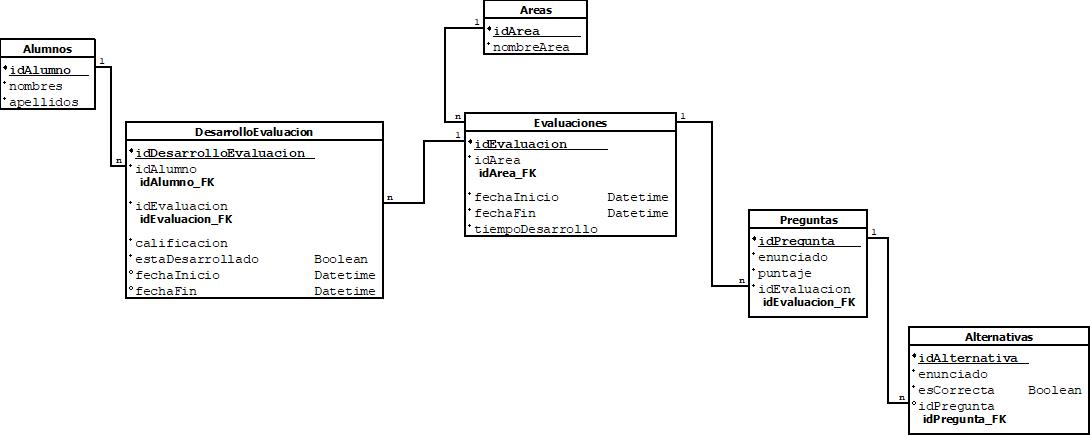 Areas
idArea
nombreArea
1
Alumnos
idAlumno
nombres
apellidos
1
DesarrolloEvaluacion
idDesarrolloEvaluacion
idAlumno
idAlumno_FK
idEvaluacion
idEvaluacion_FK
calificacion
estaDesarrollado Boolean
fechaInicio Datetime
fechaFin Datetime
n
n
Evaluaciones
idEvaluacion
idArea
idArea_FK
fechaInicio Datetime
fechaFin Datetime
tiempoDesarrollo
n
1
1
Preguntas
idPregunta
enunciado
puntaje
idEvaluacion
idEvaluacion_FK
n
1
Alternativas
idAlternativa
enunciado
esCorrecta Boolean
idPregunta
idPregunta_FK
n